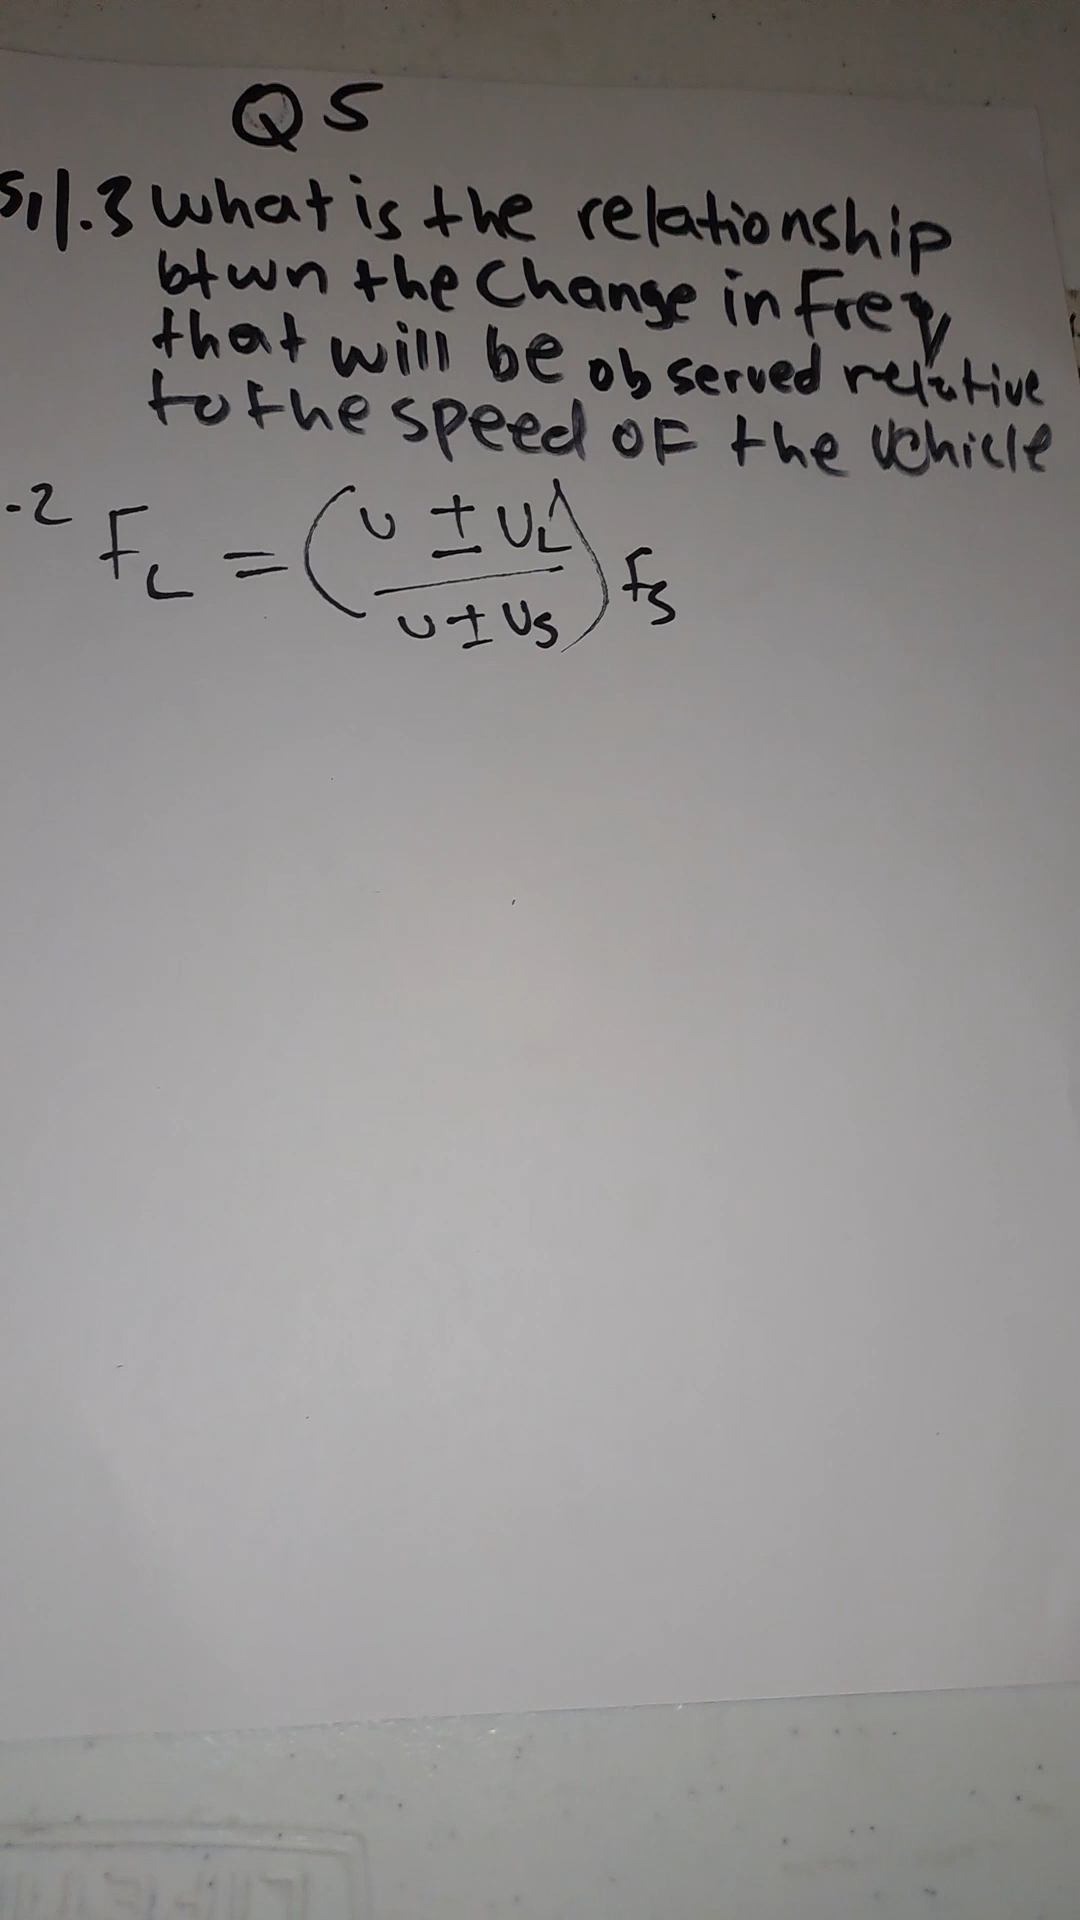 Q5
5,1.3 what is the relationship
btwn the change in Freq
that will be observed relative
to the speed of the vehicle
.2 FL = (v ± vL / v ± vs) Fs